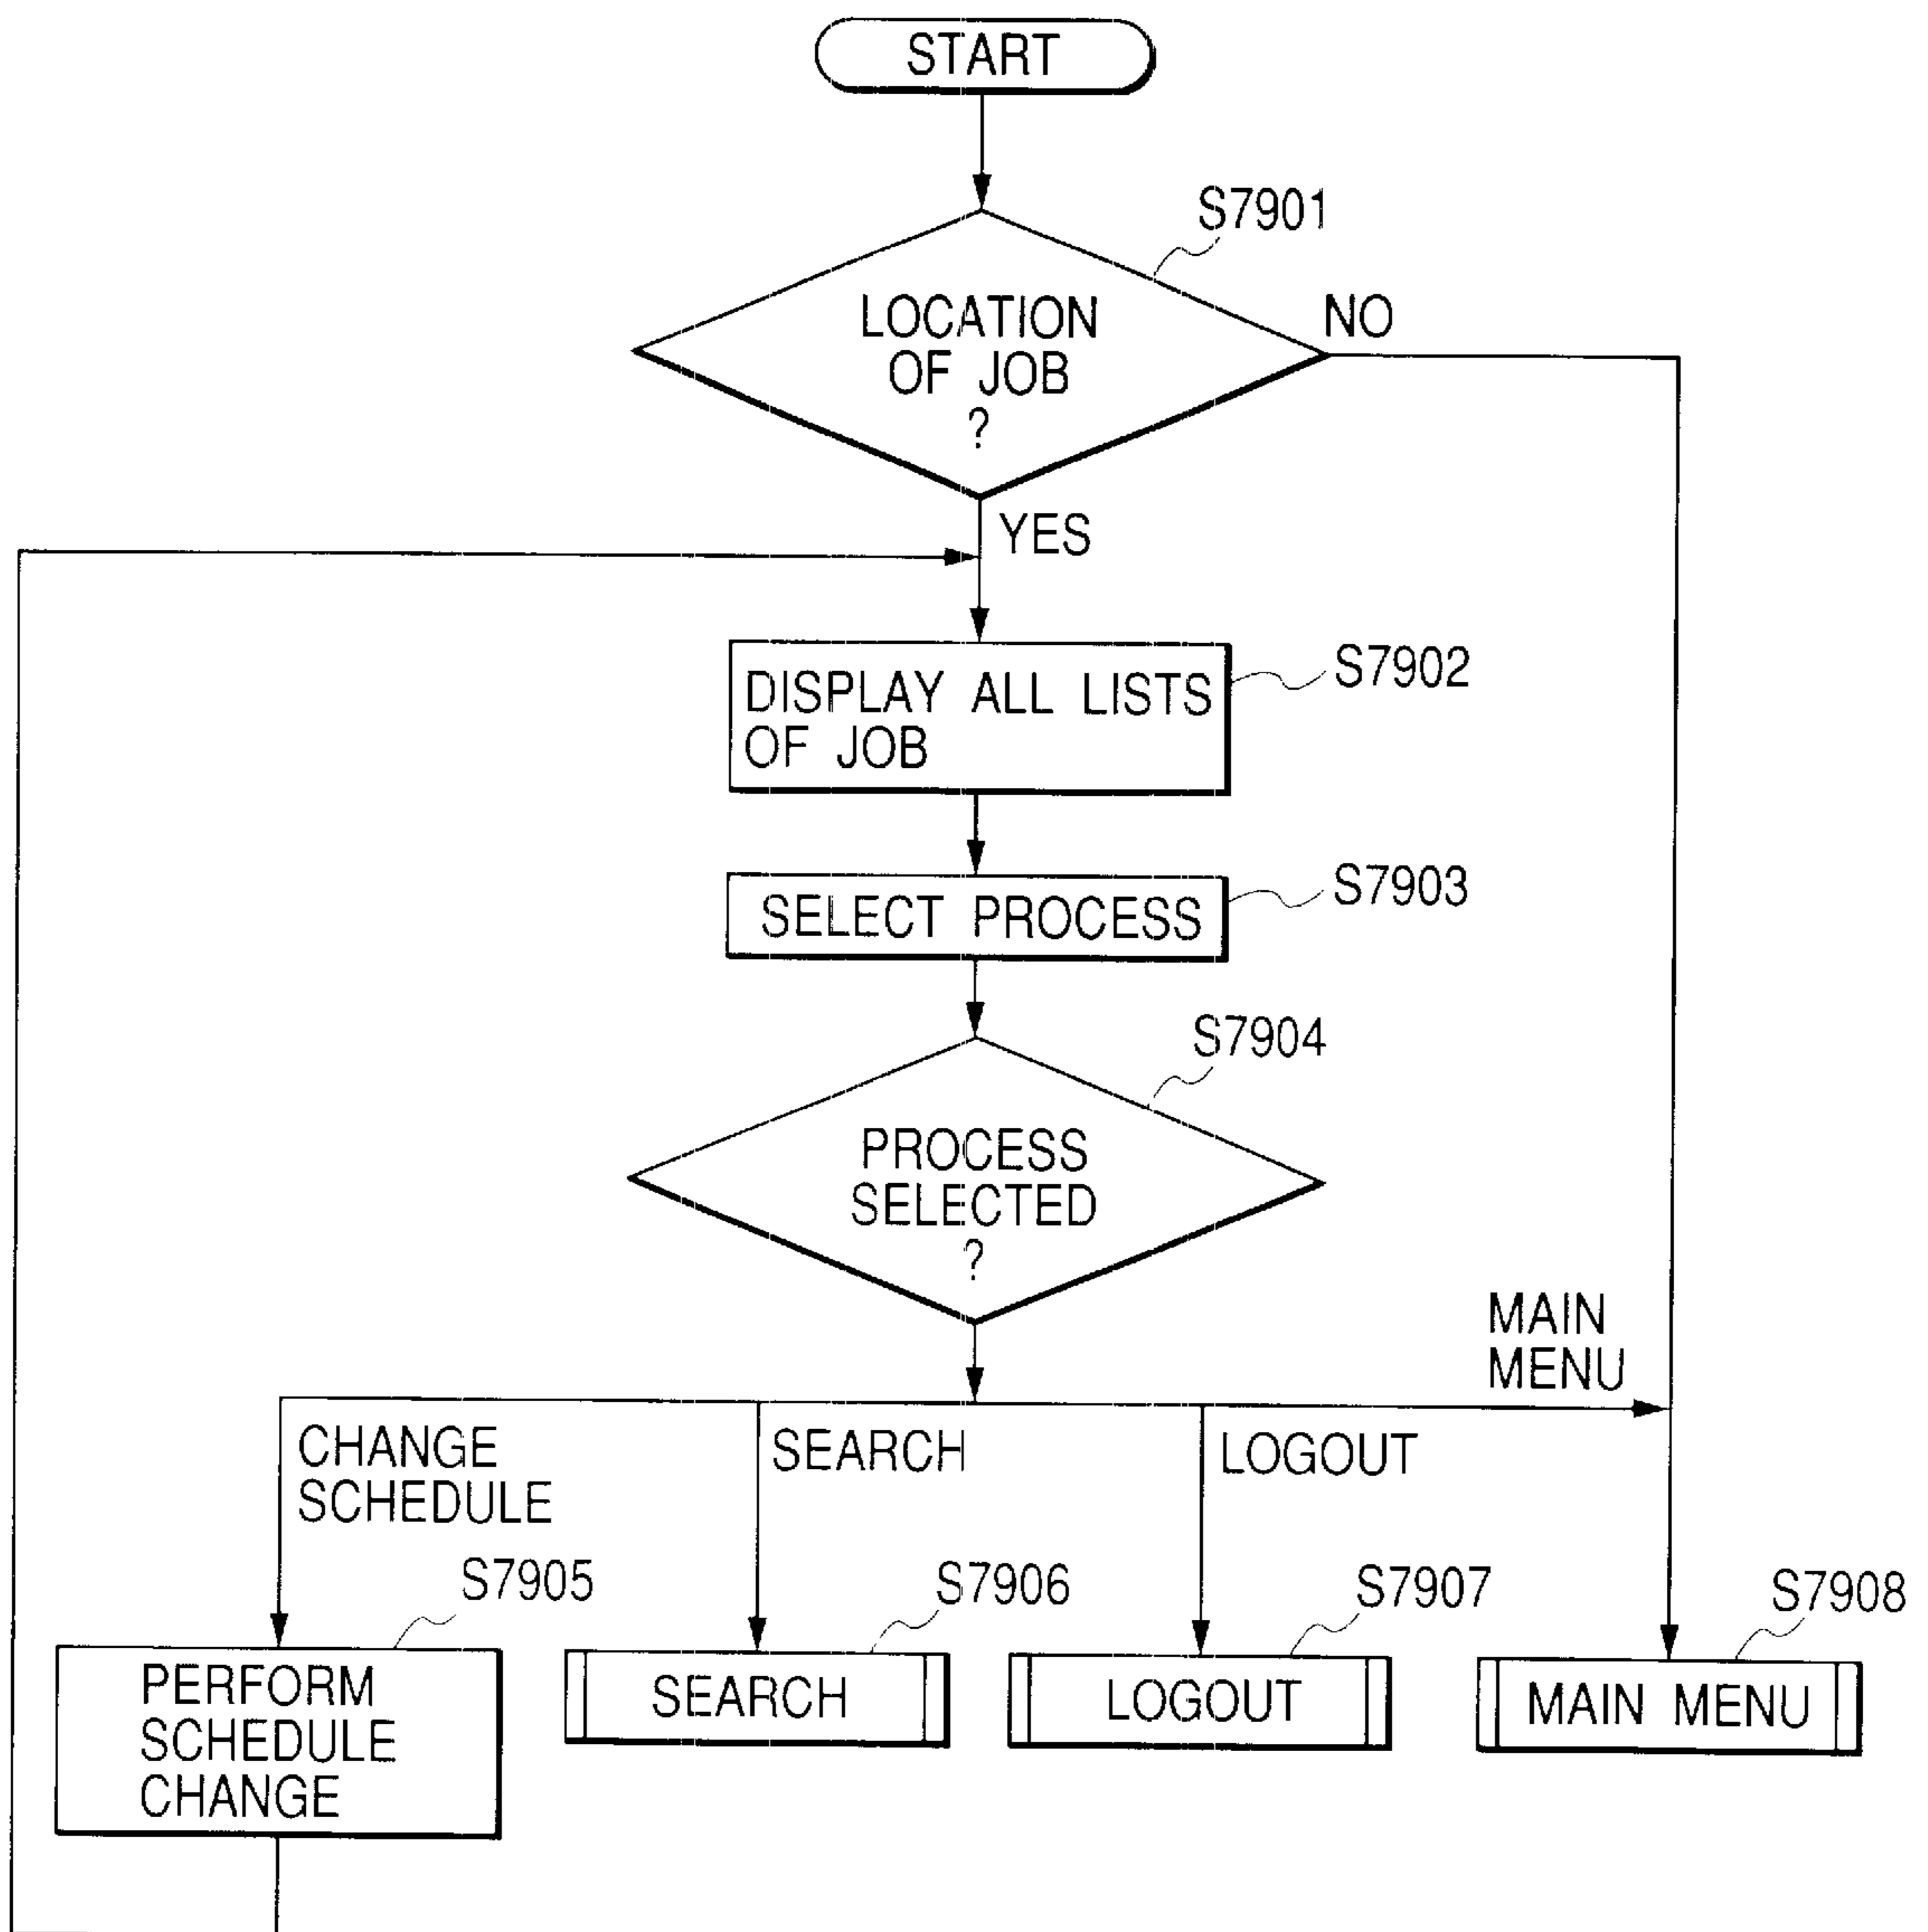 START
S7901
LOCATION
OF JOB
?
NO
YES
DISPLAY ALL LISTS
OF JOB
S7902
SELECT PROCESS
S7903
S7904
PROCESS
SELECTED
?
MAIN
MENU
CHANGE
SCHEDULE
SEARCH
LOGOUT
S7905
S7906
S7907
S7908
PERFORM
SCHEDULE
CHANGE
SEARCH
LOGOUT
MAIN MENU